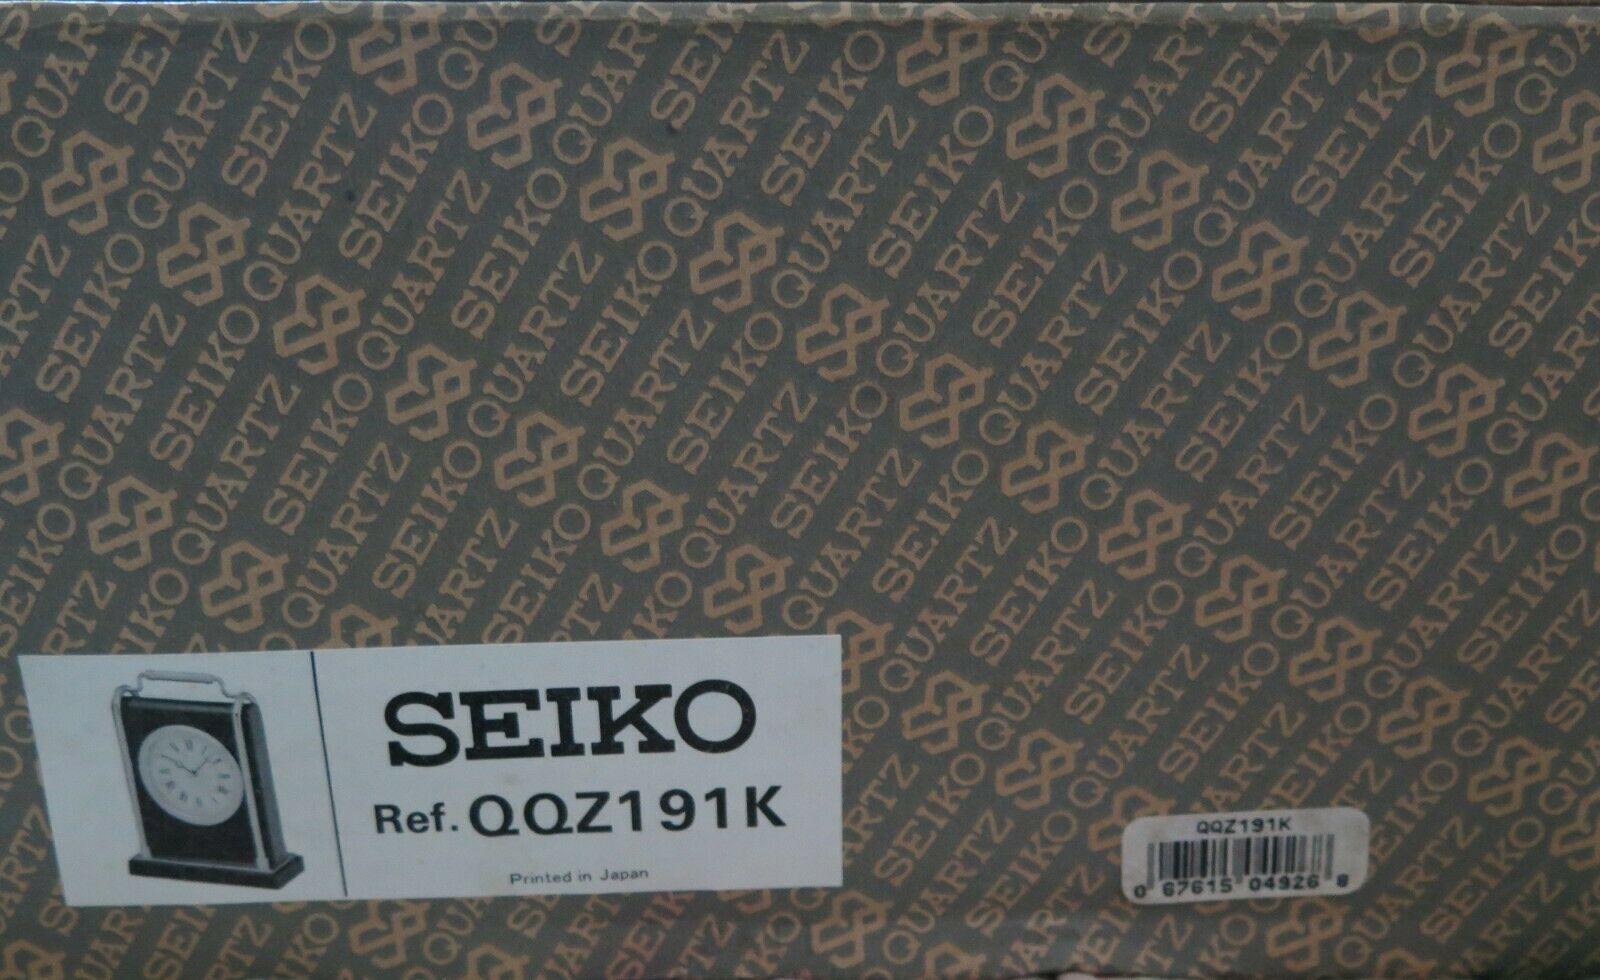 SEIKO QUARTZ
SEIKO
Ref. QQZ191K
Printed in Japan
QQZ191K
0 67615 04926 8